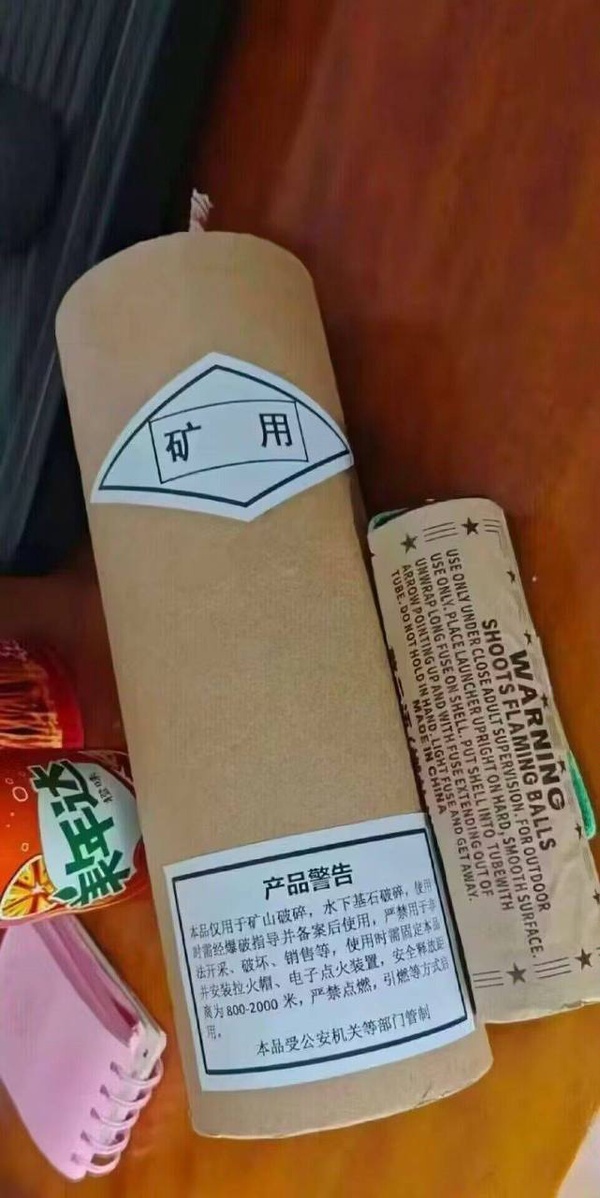 矿 用
产品警告
本品仅用于矿山破碎，水下基石破碎，使用
时需经爆破指导并备案后使用，严禁用于非
法开采、破坏、销售等，使用时需固定本品
并安装拉火帽、电子点火装置，安全释放距
离为800-2000米，严禁点燃，引燃等方式启
用，
本品受公安机关等部门管制
WARNING
SHOOTS FLAMING BALLS
USE ONLY UNDER CLOSE ADULT SUPERVISION. FOR OUTDOOR
USE ONLY. PLACE LAUNCHER UPRIGHT ON HARD, SMOOTH SURFACE.
UNWRAP LONG FUSE ON SHELL. PUT SHELL INTO TUBEWITH
ARROW POINTING UP AND WITH FUSE EXTENDING OUT OF
TUBE. DO NOT HOLD IN HAND. LIGHT FUSE AND GET AWAY.
MADE IN CHINA
美年达